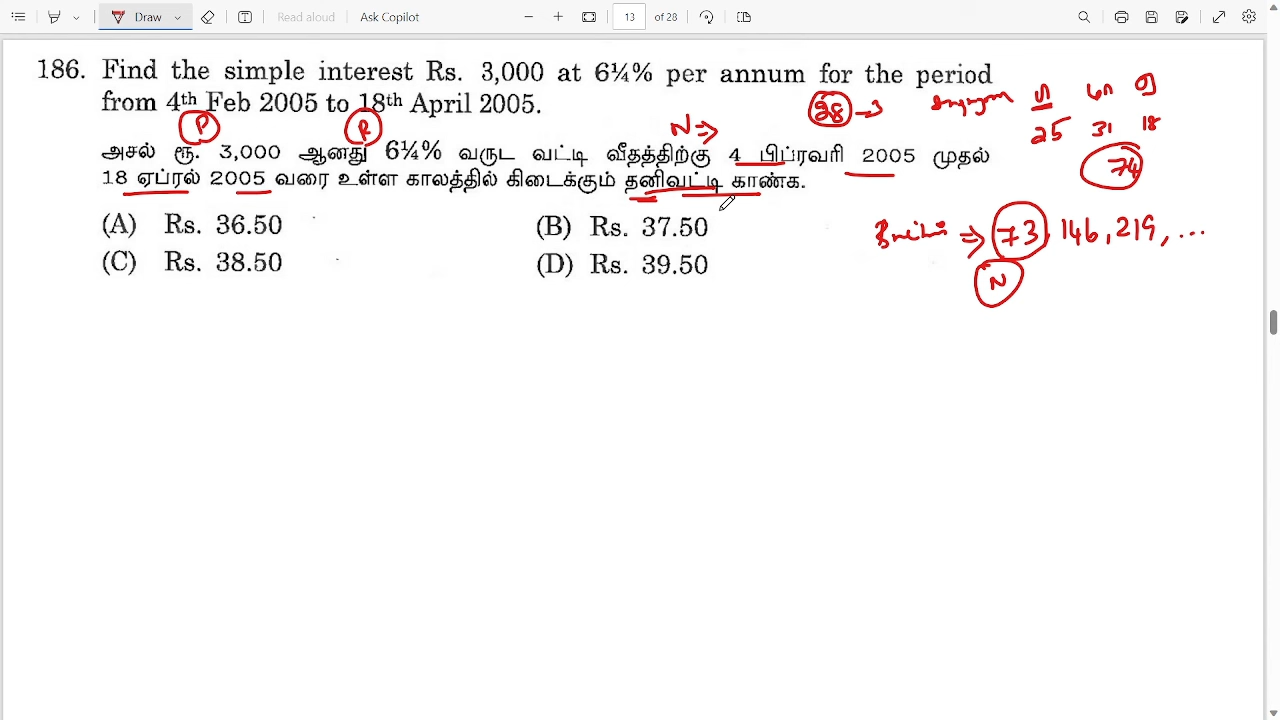 Draw
Read aloud
Ask Copilot
13 of 28
186. Find the simple interest Rs. 3,000 at 6¼% per annum for the period
from 4th Feb 2005 to 18th April 2005.
28 → 3
25 31 18
74
P
R
N ⇒
அசல் ரூ. 3,000 ஆனது 6¼% வருட வட்டி வீதத்திற்கு 4 பிப்ரவரி 2005 முதல்
18 ஏப்ரல் 2005 வரை உள்ள காலத்தில் கிடைக்கும் தனிவட்டி காண்க.
(A) Rs. 36.50 (B) Rs. 37.50
(C) Rs. 38.50 (D) Rs. 39.50
⇒ 73, 146, 219, ...
N